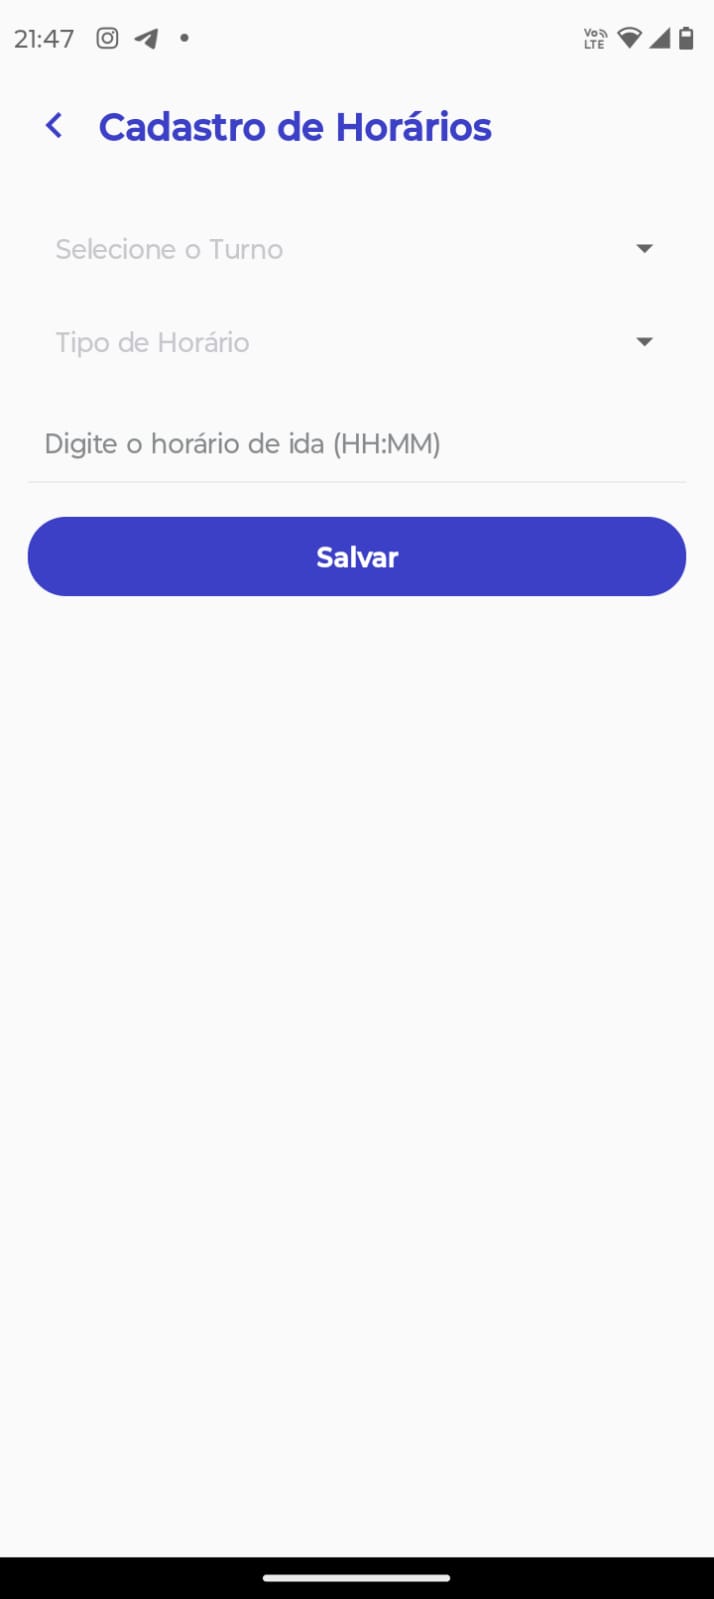 21:47
Vo LTE
Cadastro de Horários
Selecione o Turno
Tipo de Horário
Digite o horário de ida (HH:MM)
Salvar